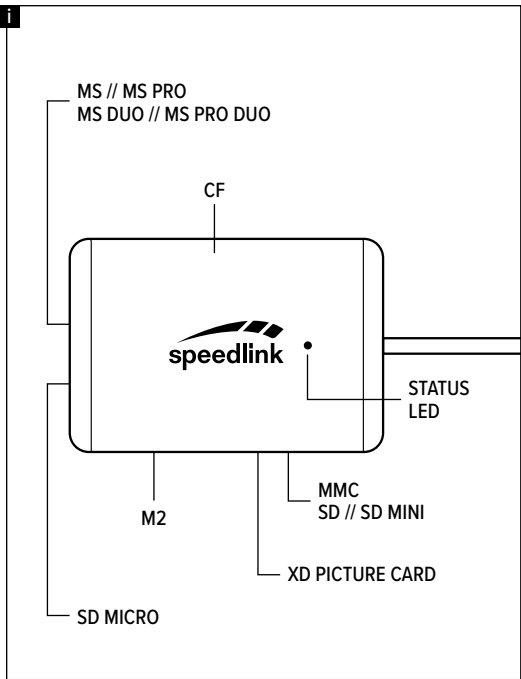 i
MS // MS PRO
MS DUO // MS PRO DUO
CF
speedlink
STATUS
LED
MMC
SD // SD MINI
M2
XD PICTURE CARD
SD MICRO